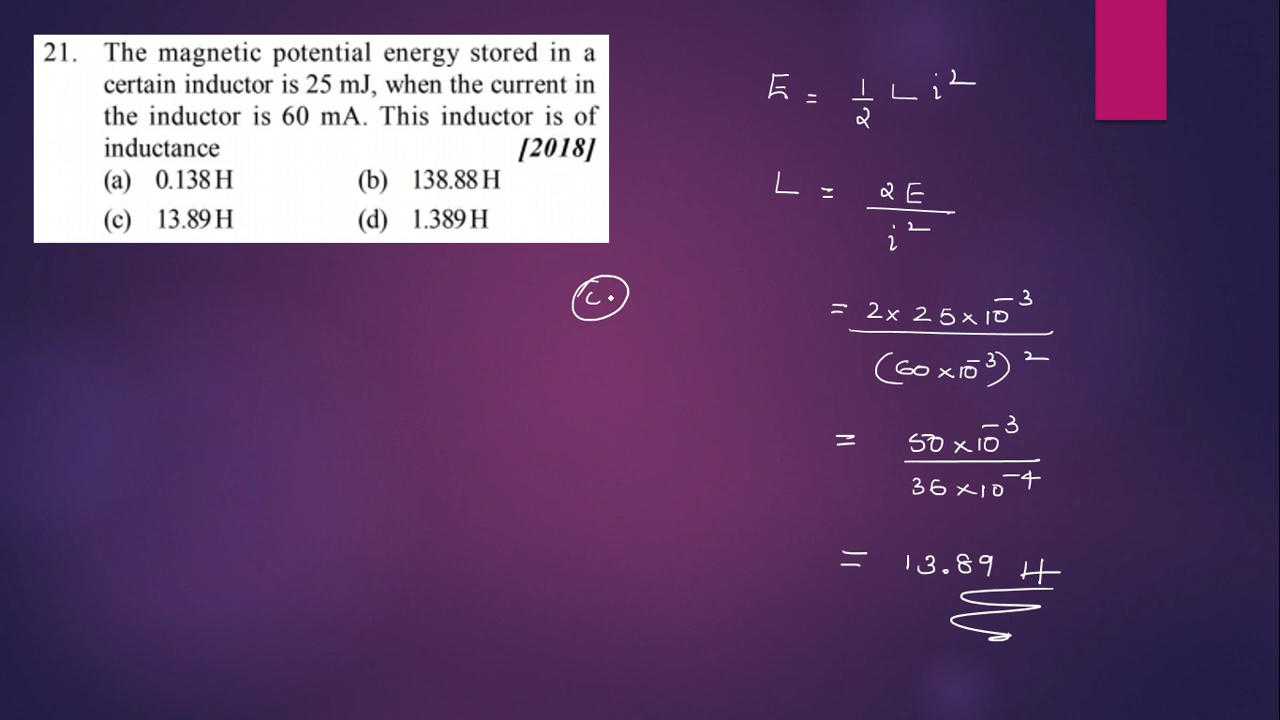 21. The magnetic potential energy stored in a
certain inductor is 25 mJ, when the current in
the inductor is 60 mA. This inductor is of
inductance [2018]
(a) 0.138 H (b) 138.88 H
(c) 13.89 H (d) 1.389 H
c.
E = 1/2 L i²
L = 2E / i²
= 2 x 25 x 10⁻³ / (60 x 10⁻³)²
= 50 x 10⁻³ / 36 x 10⁻⁴
= 13.89 H